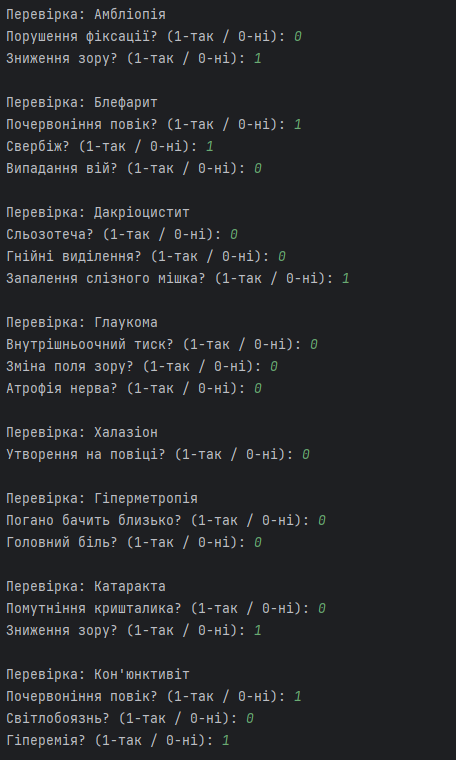 Перевірка: Амбліопія
Порушення фіксації? (1-так / 0-ні): 0
Зниження зору? (1-так / 0-ні): 1
Перевірка: Блефарит
Почервоніння повік? (1-так / 0-ні): 1
Свербіж? (1-так / 0-ні): 1
Випадання вій? (1-так / 0-ні): 0
Перевірка: Дакріоцистит
Сльозотеча? (1-так / 0-ні): 0
Гнійні виділення? (1-так / 0-ні): 0
Запалення слізного мішка? (1-так / 0-ні): 1
Перевірка: Глаукома
Внутрішньоочний тиск? (1-так / 0-ні): 0
Зміна поля зору? (1-так / 0-ні): 0
Атрофія нерва? (1-так / 0-ні): 0
Перевірка: Халазіон
Утворення на повіці? (1-так / 0-ні): 0
Перевірка: Гіперметропія
Погано бачить близько? (1-так / 0-ні): 0
Головний біль? (1-так / 0-ні): 0
Перевірка: Катаракта
Помутніння кришталика? (1-так / 0-ні): 0
Зниження зору? (1-так / 0-ні): 1
Перевірка: Кон'юнктивіт
Почервоніння повік? (1-так / 0-ні): 1
Світлобоязнь? (1-так / 0-ні): 0
Гіперемія? (1-так / 0-ні): 1